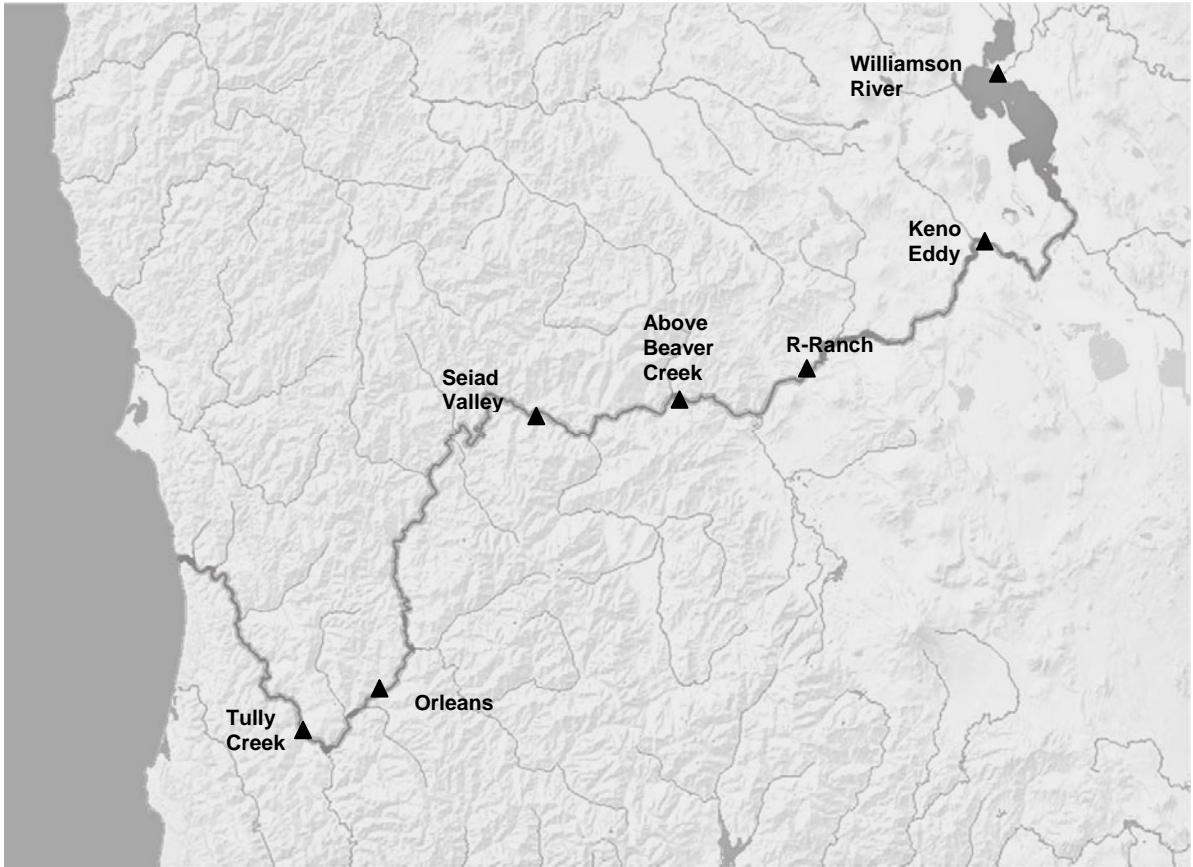 Williamson
River
Keno
Eddy
Above
Beaver
Creek
R-Ranch
Seiad
Valley
Orleans
Tully
Creek